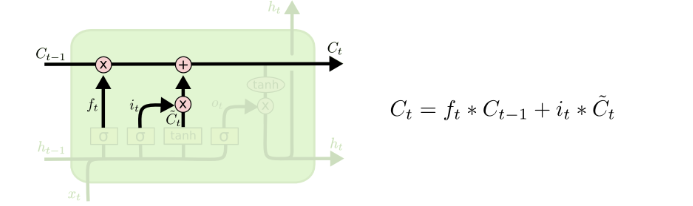 h_t
C_{t-1} × + C_t
tanh
f_t i_t × o_t ×
C̃_t
σ σ tanh σ
h_{t-1} h_t
x_t
C_t = f_t * C_{t-1} + i_t * C̃_t